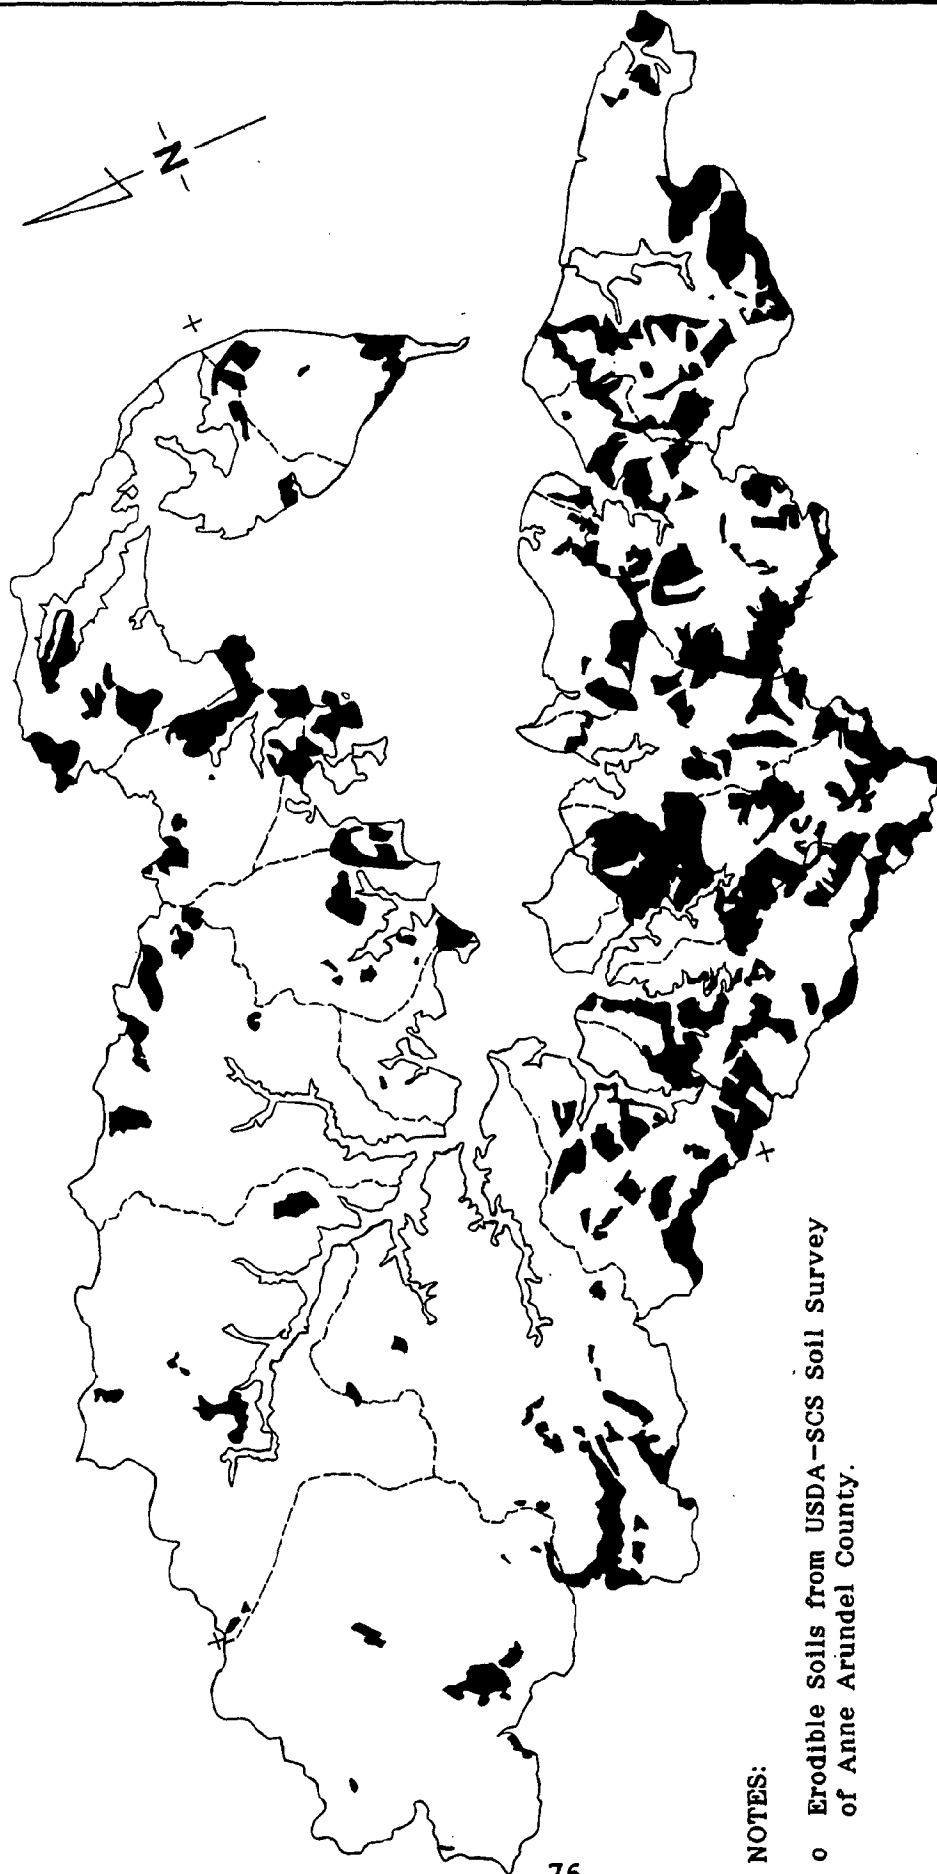 N
NOTES:
o Erodible Soils from USDA-SCS Soil Survey
of Anne Arundel County.
76